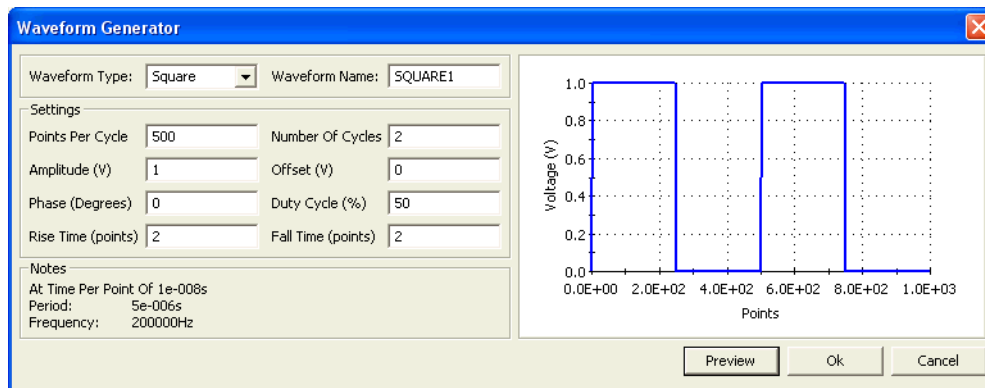 Waveform Generator
Waveform Type: Square Waveform Name: SQUARE1
Settings
Points Per Cycle 500 Number Of Cycles 2
Amplitude (V) 1 Offset (V) 0
Phase (Degrees) 0 Duty Cycle (%) 50
Rise Time (points) 2 Fall Time (points) 2
Notes
At Time Per Point Of 1e-008s
Period: 5e-006s
Frequency: 200000Hz
Voltage (V)
1.0
0.8
0.6
0.4
0.2
0.0
0.0E+00 2.0E+02 4.0E+02 6.0E+02 8.0E+02 1.0E+03
Points
Preview Ok Cancel